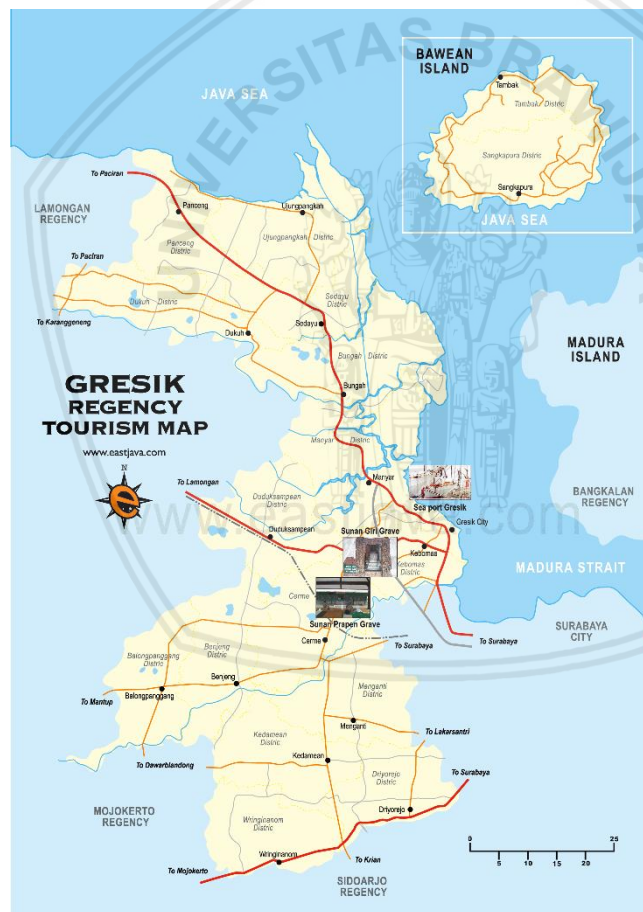 UNIVERSITAS BRAWIJAYA
BAWEAN
ISLAND
Tambak
Tambak District
Sangkapura District
Sangkapura
JAVA SEA
JAVA SEA
To Paciran
LAMONGAN
REGENCY
Panceng
Ujungpangkah
Ujungpangkah District
Panceng
District
To Paciran
Sedayu
District
Dukuh District
To Karanggeneng
Dukuh
Sedayu
Bungah District
MADURA
ISLAND
GRESIK
REGENCY
TOURISM MAP
www.eastjava.com
Bungah
Manyar District
N
e
To Lamongan
Manyar
Duduksampean
District
Sea port Gresik
BANGKALAN
REGENCY
Duduksampean
Sunan Giri Grave
Gresik City
Kebomas
Kebomas
District
MADURA STRAIT
Cerme
Sunan Prapen Grave
SURABAYA
CITY
Cerme
To Surabaya
To Surabaya
Balongpanggang
District
Benjeng
District
Benjeng
Menganti
District
To Mantup
Balongpanggang
Menganti
To Lakarsantri
Kedamean
District
Kedamean
To Dawarblandong
Driyorejo
District
To Surabaya
MOJOKERTO
REGENCY
Wringinanom
District
Driyorejo
Wringinanom
To Krian
To Mojokerto
SIDOARJO
REGENCY
0 5 10 15 20 25